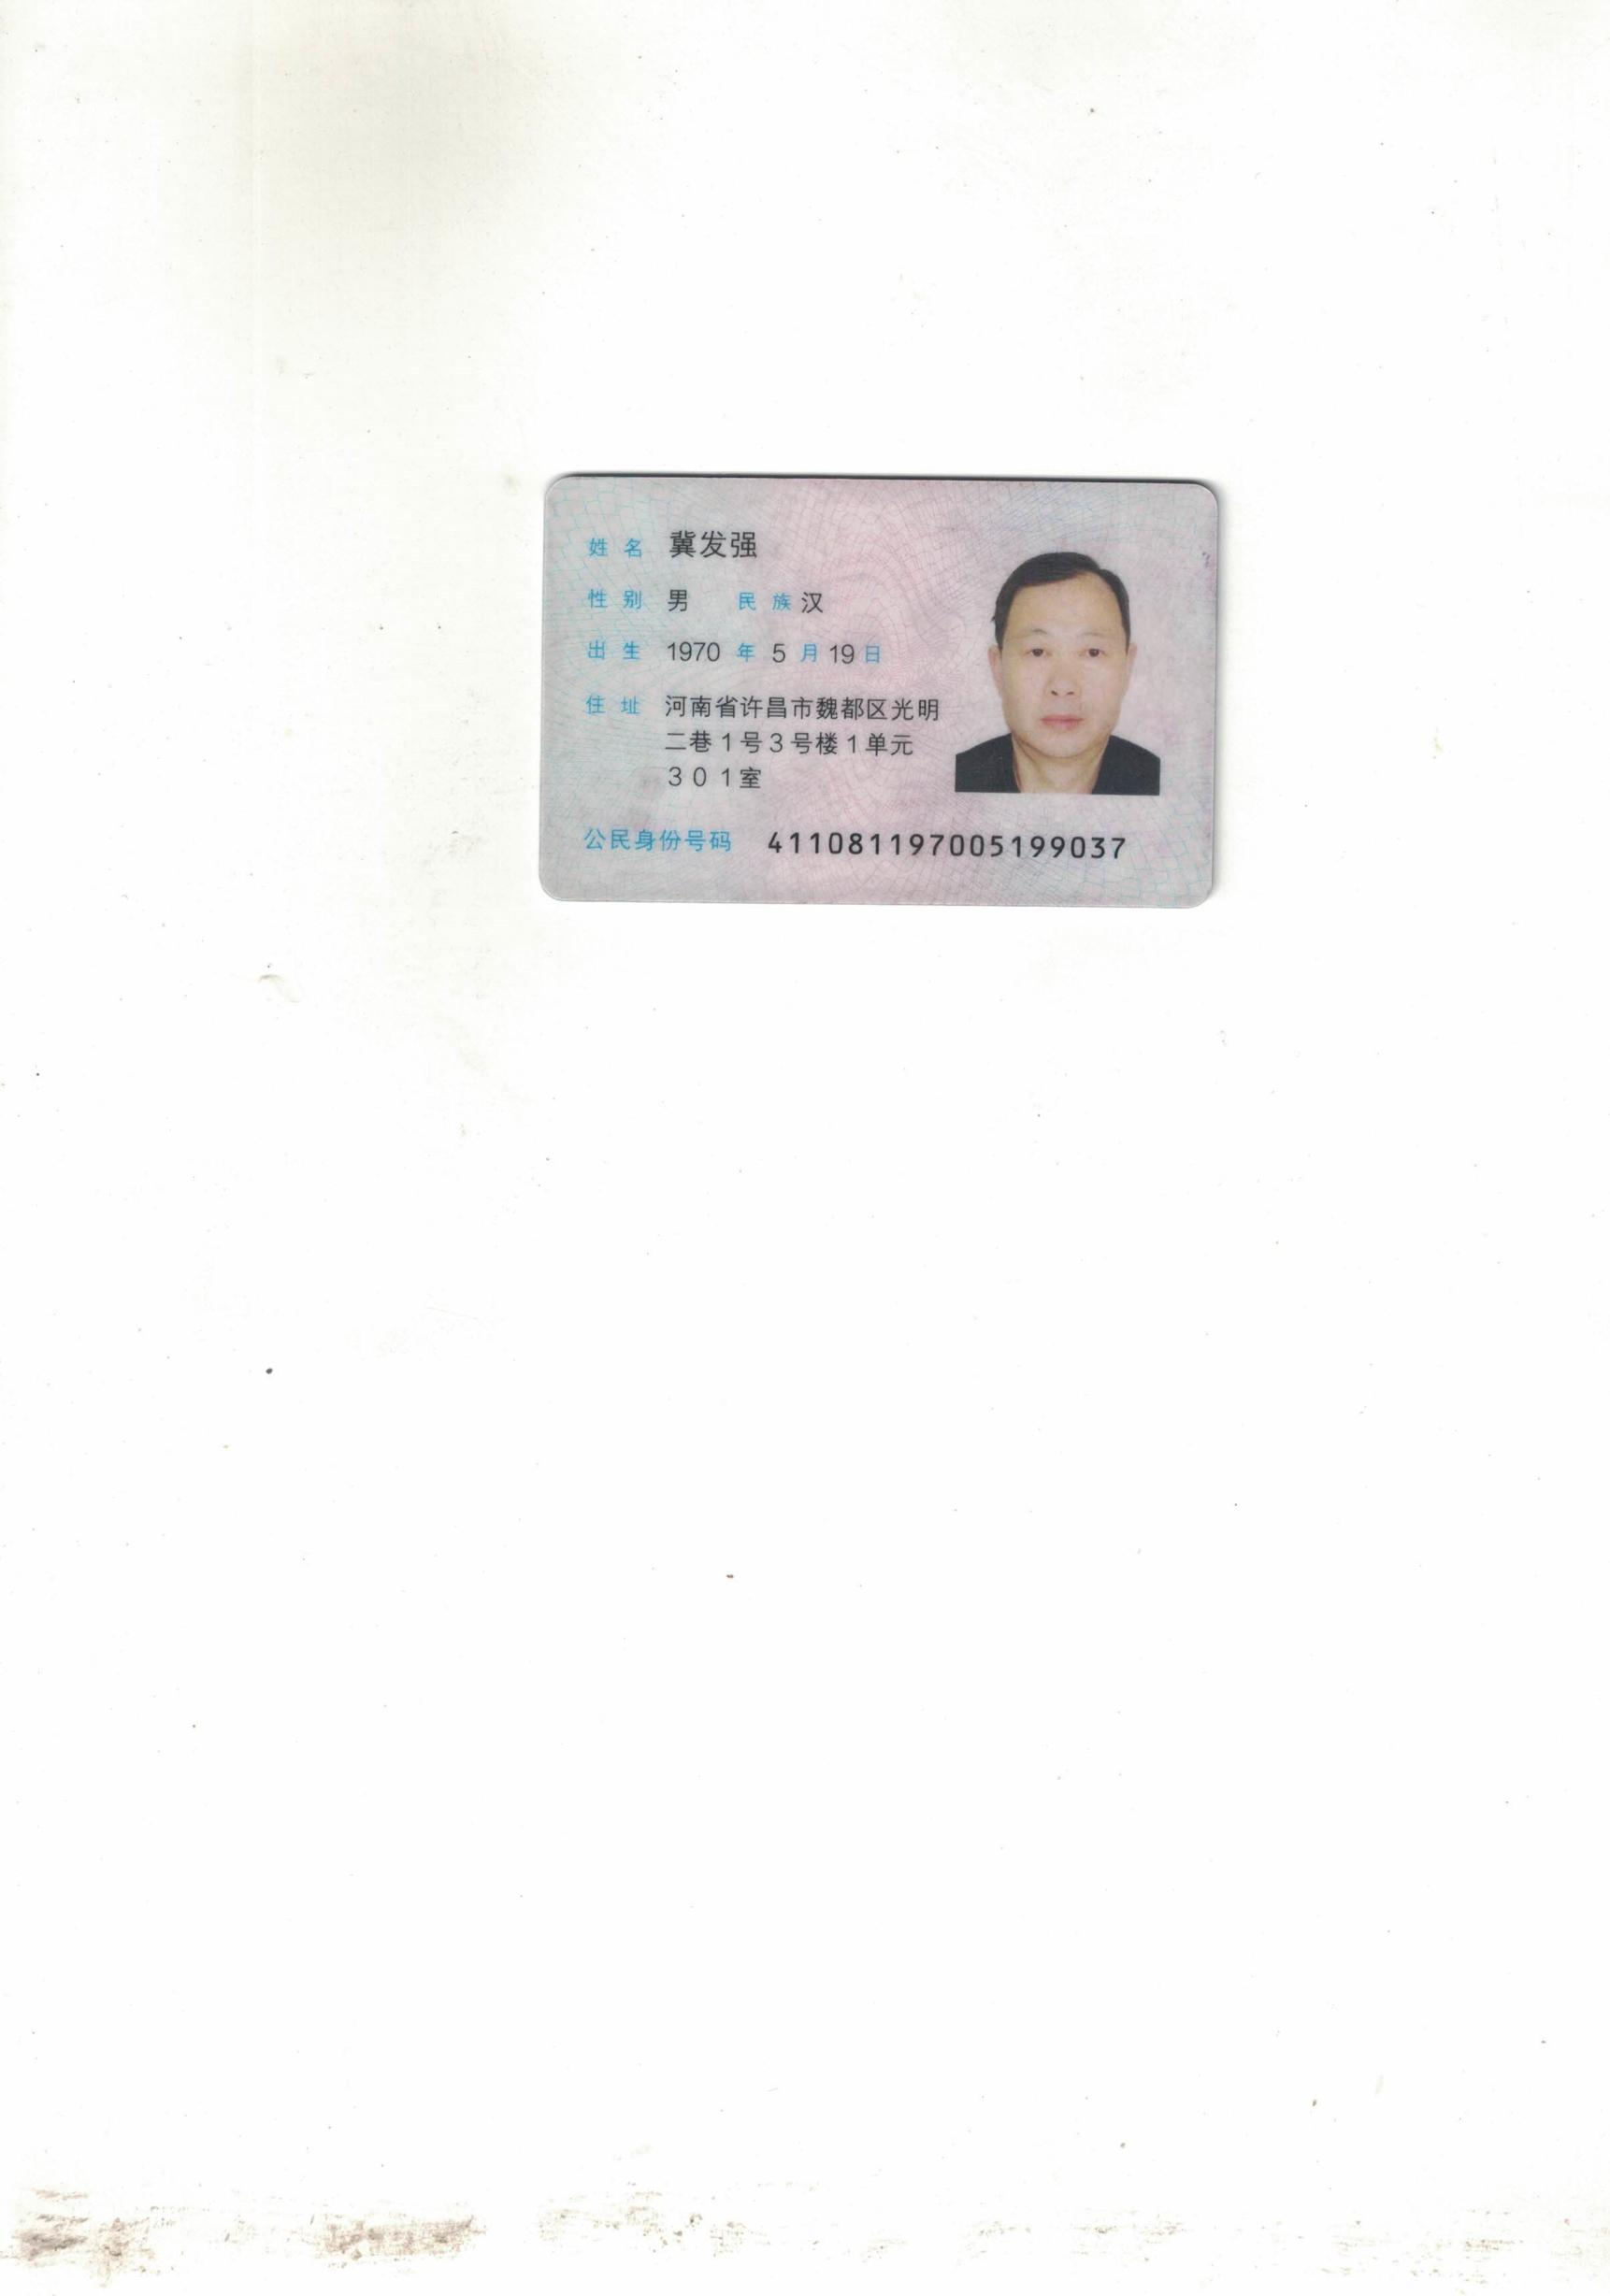 姓名 冀发强
性别 男 民族 汉
出生 1970 年 5 月 19 日
住址 河南省许昌市魏都区光明
二巷1号3号楼1单元
301室
公民身份号码 411081197005199037